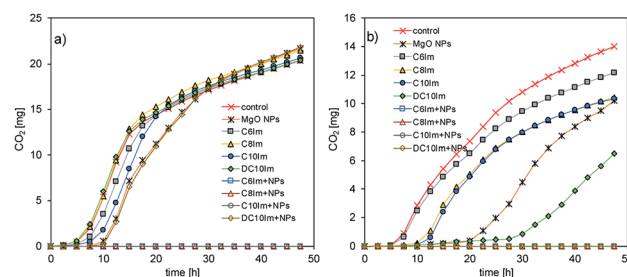 a)
CO₂ [mg]
25
20
15
10
5
0
0 10 20 30 40 50
time [h]
control
MgO NPs
C6Im
C8Im
C10Im
DC10Im
C6Im+NPs
C8Im+NPs
C10Im+NPs
DC10Im+NPs
b)
CO₂ [mg]
16
14
12
10
8
6
4
2
0
0 10 20 30 40 50
time [h]
control
MgO NPs
C6Im
C8Im
C10Im
DC10Im
C6Im+NPs
C8Im+NPs
C10Im+NPs
DC10Im+NPs